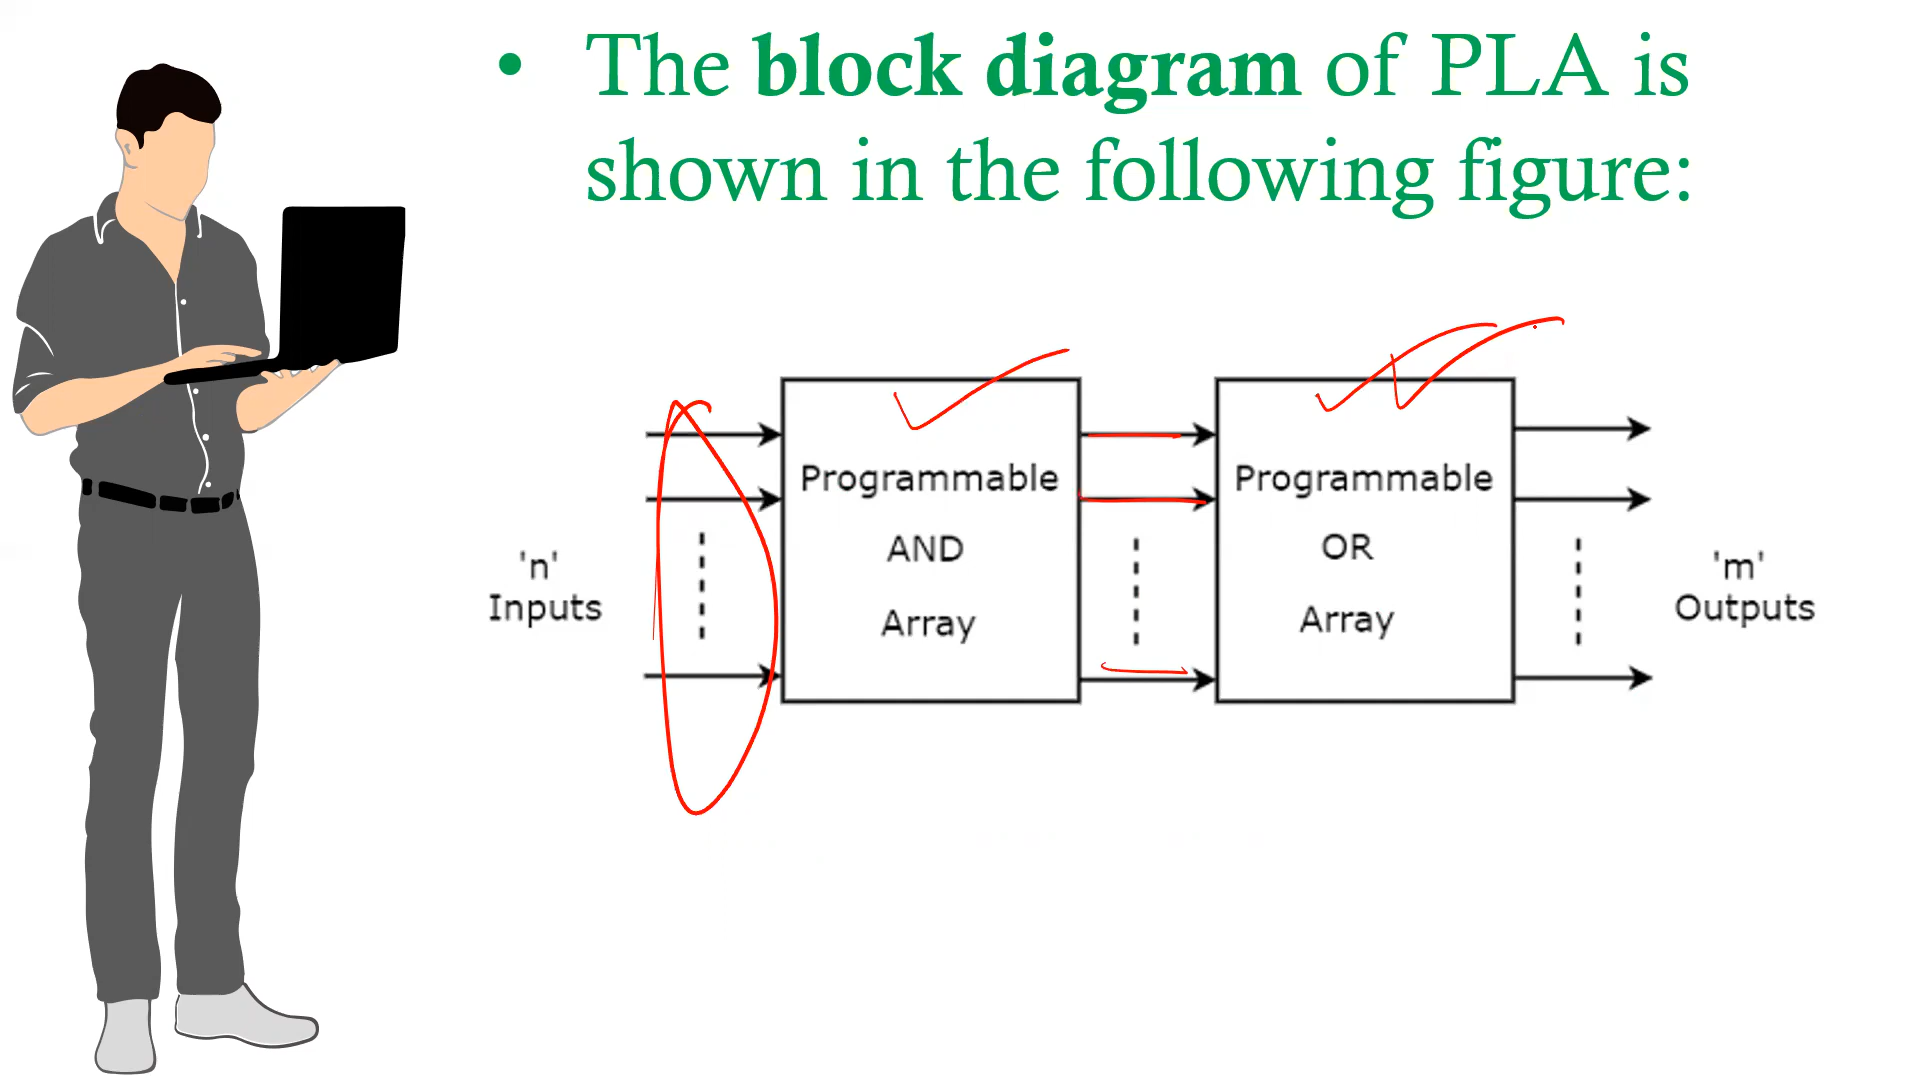 • The block diagram of PLA is
shown in the following figure:
'n'
Inputs
Programmable
AND
Array
Programmable
OR
Array
'm'
Outputs